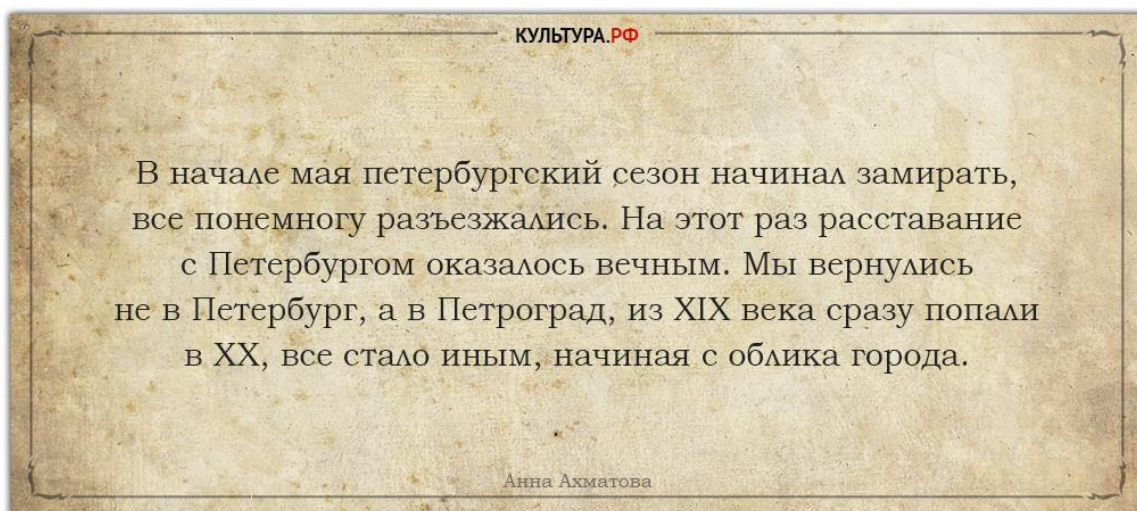 КУЛЬТУРА.РФ
В начале мая петербургский сезон начинал замирать,
все понемногу разъезжались. На этот раз расставание
с Петербургом оказалось вечным. Мы вернулись
не в Петербург, а в Петроград, из XIX века сразу попали
в XX, все стало иным, начиная с облика города.
Анна Ахматова